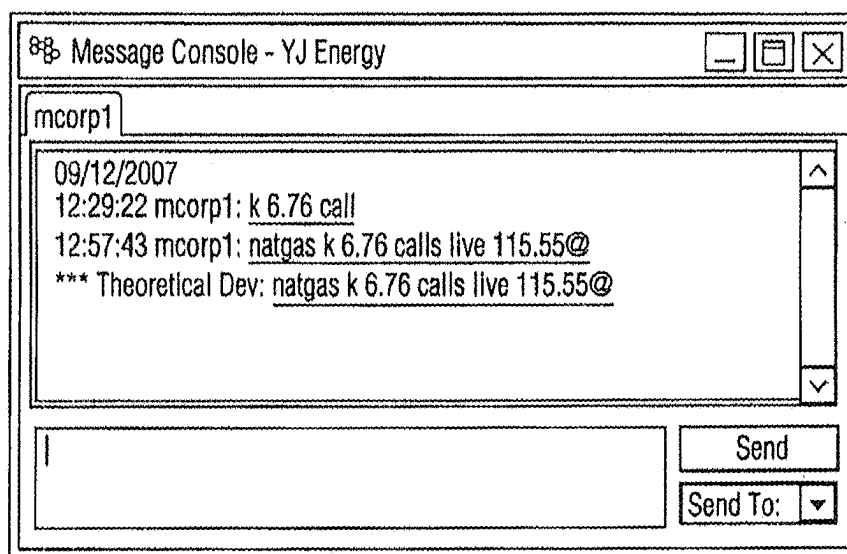 Message Console - YJ Energy
mcorp1
09/12/2007
12:29:22 mcorp1: k 6.76 call
12:57:43 mcorp1: natgas k 6.76 calls live 115.55@
*** Theoretical Dev: natgas k 6.76 calls live 115.55@
Send
Send To: